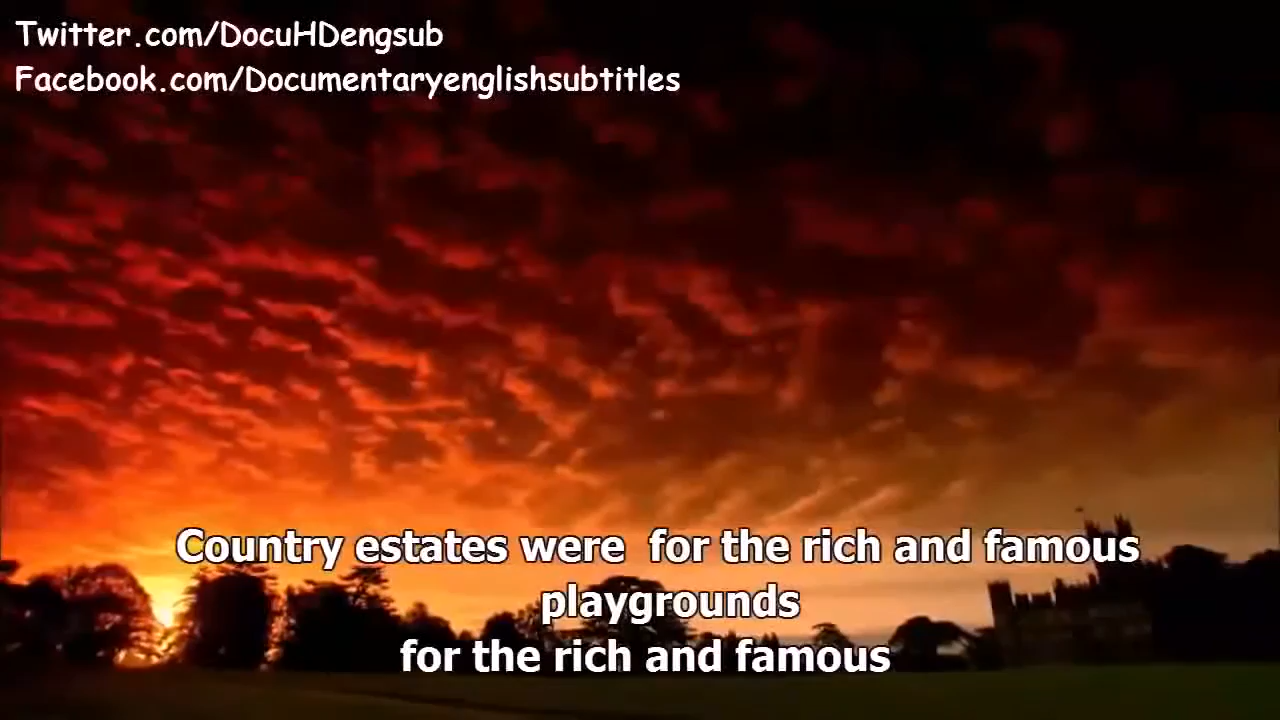 Twitter.com/DocuHDengsub
Facebook.com/Documentaryenglishsubtitles
Country estates were  for the rich and famous
playgrounds
for the rich and famous